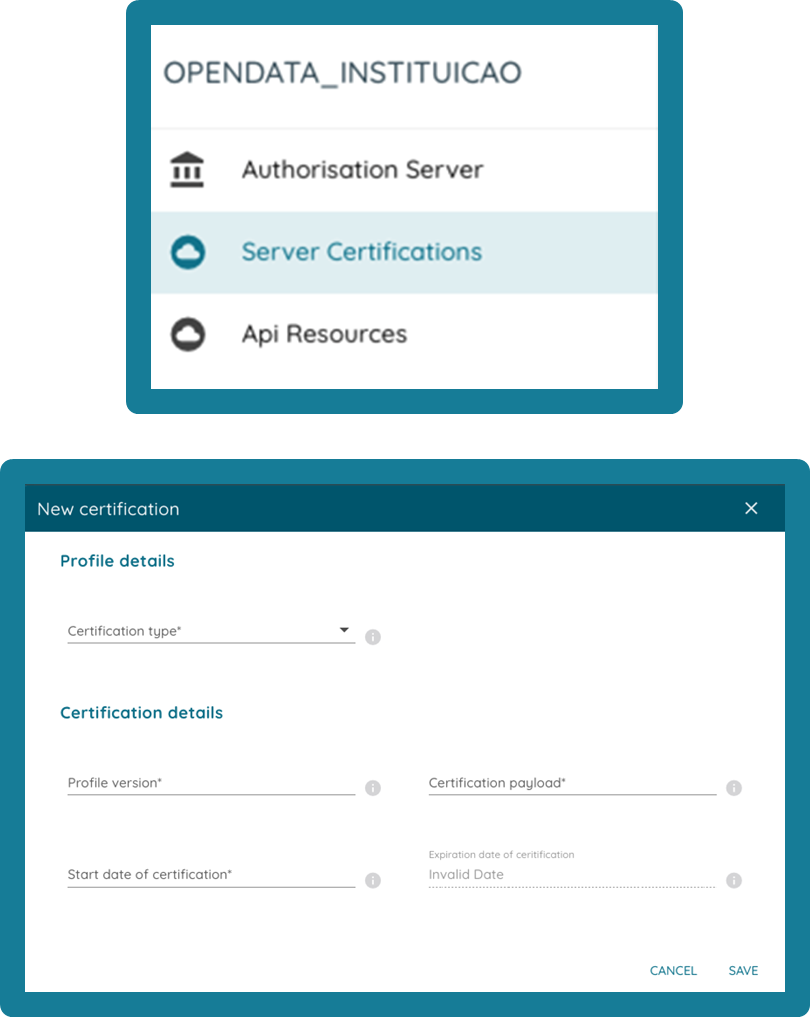 OPENDATA_INSTITUICAO
Authorisation Server
Server Certifications
Api Resources
New certification
Profile details
Certification type*
Certification details
Profile version*
Certification payload*
Start date of certification*
Expiration date of ceritification
Invalid Date
CANCEL SAVE